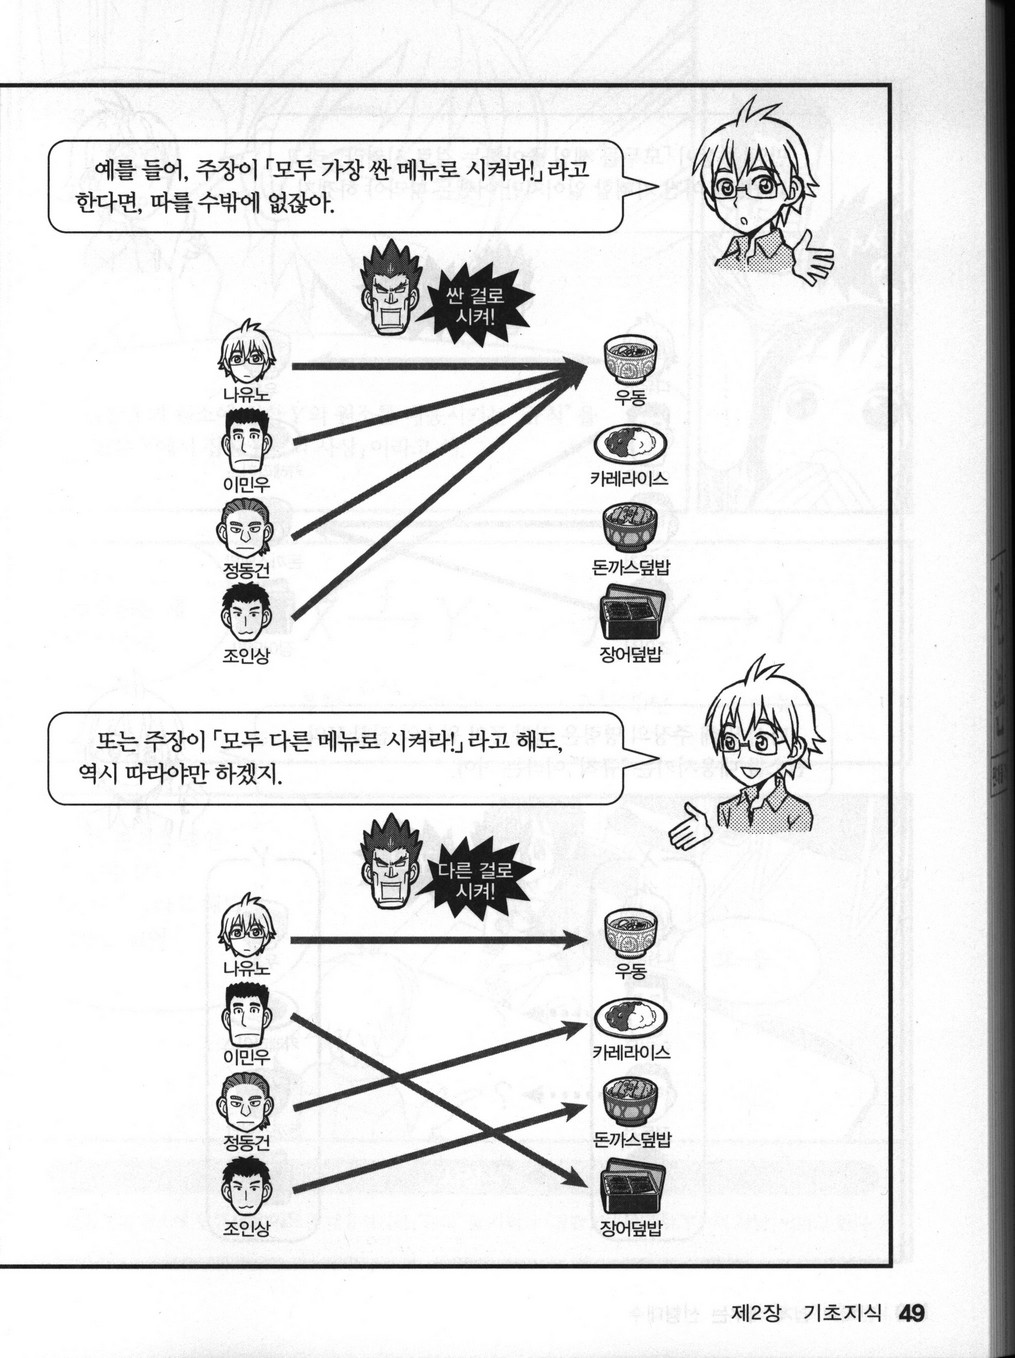 예를 들어, 주장이 「모두 가장 싼 메뉴로 시켜라!」 라고
한다면, 따를 수밖에 없잖아.
싼 걸로
시켜!
나유노
우동
이민우
카레라이스
정동건
돈까스덮밥
조인상
장어덮밥
또는 주장이 「모두 다른 메뉴로 시켜라!」 라고 해도,
역시 따라야만 하겠지.
다른 걸로
시켜!
나유노
우동
이민우
카레라이스
정동건
돈까스덮밥
조인상
장어덮밥
제2장 기초지식 49